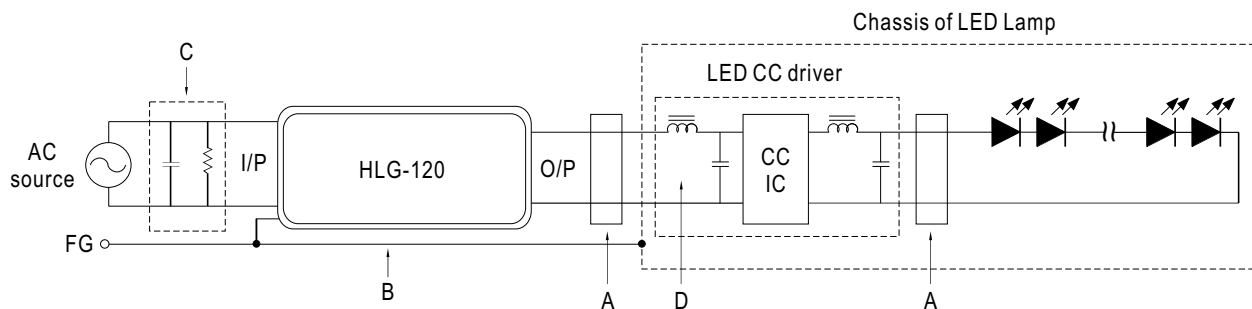 Chassis of LED Lamp
C
LED CC driver
AC
source
I/P
HLG-120
O/P
CC
IC
FG
B
A
D
A